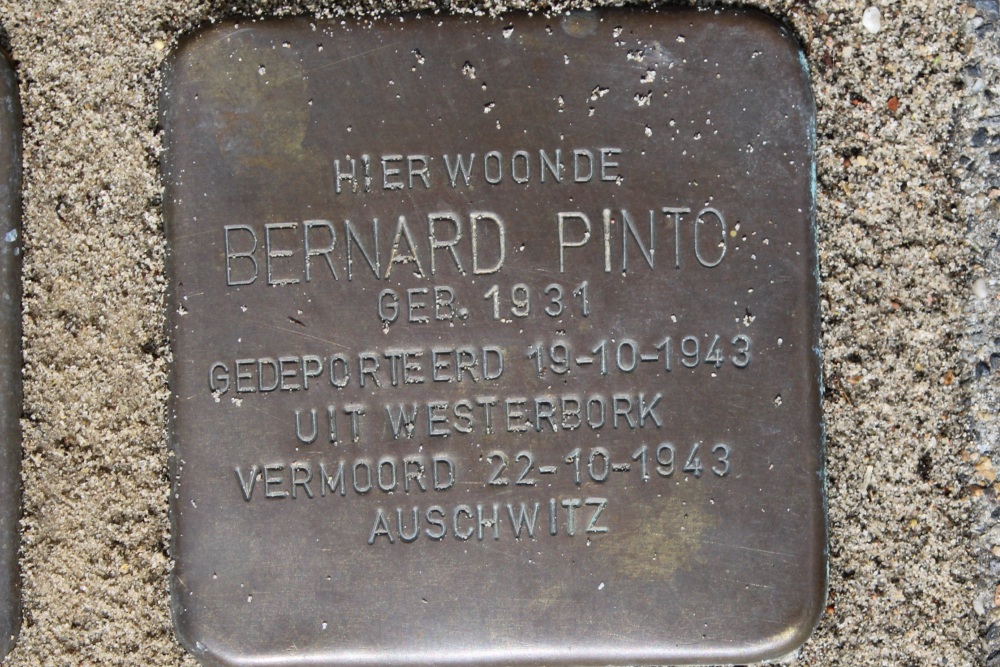 HIER WOONDE
BERNARD PINTO
GEB. 1931
GEDEPORTEERD 19-10-1943
UIT WESTERBORK
VERMOORD 22-10-1943
AUSCHWITZ